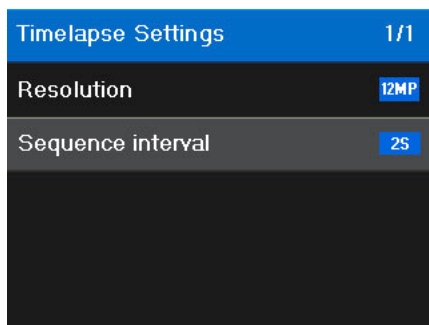 Timelapse Settings 1/1
Resolution 12MP
Sequence interval 2S